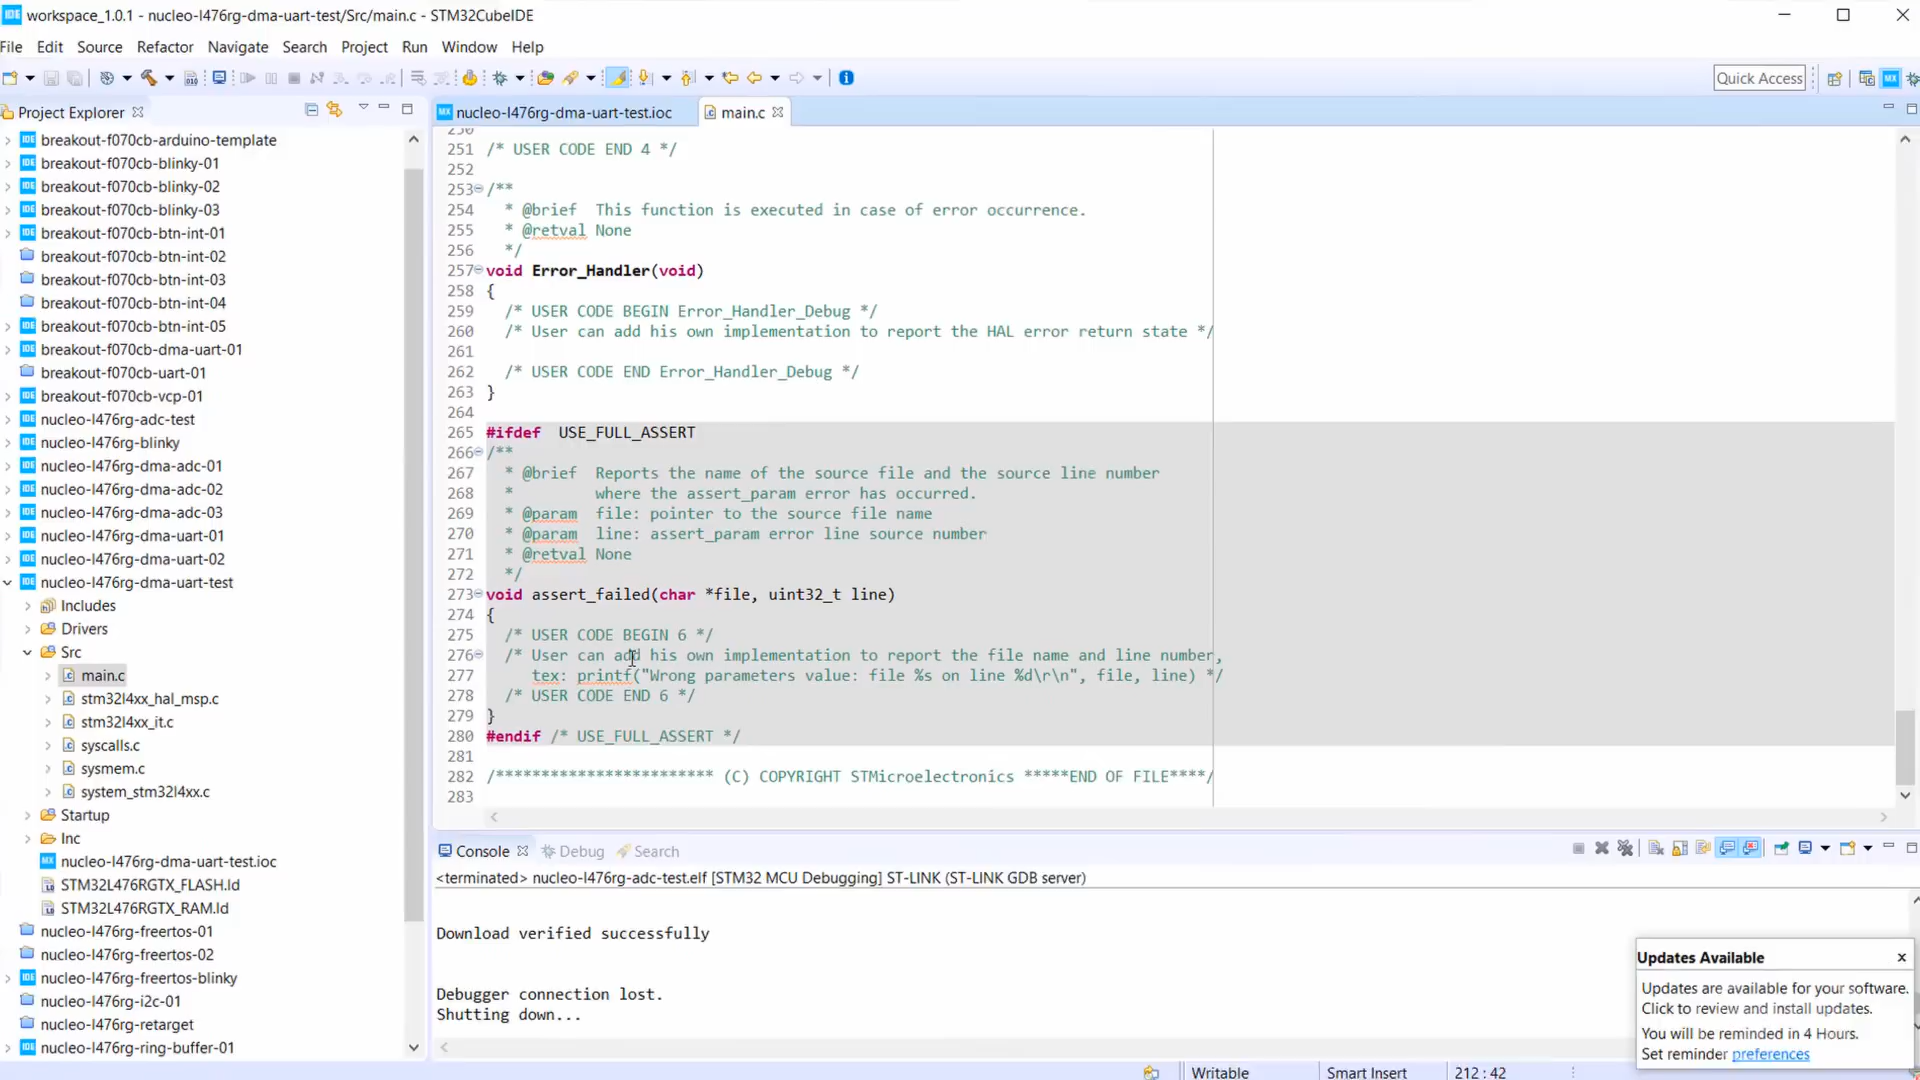 workspace_1.0.1 - nucleo-l476rg-dma-uart-test/Src/main.c - STM32CubeIDE
File Edit Source Refactor Navigate Search Project Run Window Help
Quick Access
Project Explorer
breakout-f070cb-arduino-template
breakout-f070cb-blinky-01
breakout-f070cb-blinky-02
breakout-f070cb-blinky-03
breakout-f070cb-btn-int-01
breakout-f070cb-btn-int-02
breakout-f070cb-btn-int-03
breakout-f070cb-btn-int-04
breakout-f070cb-btn-int-05
breakout-f070cb-dma-uart-01
breakout-f070cb-uart-01
breakout-f070cb-vcp-01
nucleo-l476rg-adc-test
nucleo-l476rg-blinky
nucleo-l476rg-dma-adc-01
nucleo-l476rg-dma-adc-02
nucleo-l476rg-dma-adc-03
nucleo-l476rg-dma-uart-01
nucleo-l476rg-dma-uart-02
nucleo-l476rg-dma-uart-test
Includes
Drivers
Src
main.c
stm32l4xx_hal_msp.c
stm32l4xx_it.c
syscalls.c
sysmem.c
system_stm32l4xx.c
Startup
Inc
nucleo-l476rg-dma-uart-test.ioc
STM32L476RGTX_FLASH.ld
STM32L476RGTX_RAM.ld
nucleo-l476rg-freertos-01
nucleo-l476rg-freertos-02
nucleo-l476rg-freertos-blinky
nucleo-l476rg-i2c-01
nucleo-l476rg-retarget
nucleo-l476rg-ring-buffer-01
nucleo-l476rg-dma-uart-test.ioc main.c
250
251 /* USER CODE END 4 */
252
253 /**
254 * @brief This function is executed in case of error occurrence.
255 * @retval None
256 */
257 void Error_Handler(void)
258 {
259 /* USER CODE BEGIN Error_Handler_Debug */
260 /* User can add his own implementation to report the HAL error return state */
261
262 /* USER CODE END Error_Handler_Debug */
263 }
264
265 #ifdef USE_FULL_ASSERT
266 /**
267 * @brief Reports the name of the source file and the source line number
268 * where the assert_param error has occurred.
269 * @param file: pointer to the source file name
270 * @param line: assert_param error line source number
271 * @retval None
272 */
273 void assert_failed(char *file, uint32_t line)
274 {
275 /* USER CODE BEGIN 6 */
276 /* User can add his own implementation to report the file name and line number,
277 tex: printf("Wrong parameters value: file %s on line %d\r\n", file, line) */
278 /* USER CODE END 6 */
279 }
280 #endif /* USE_FULL_ASSERT */
281
282 /************************ (C) COPYRIGHT STMicroelectronics *****END OF FILE****/
283
Console Debug Search
<terminated> nucleo-l476rg-adc-test.elf [STM32 MCU Debugging] ST-LINK (ST-LINK GDB server)
Download verified successfully
Debugger connection lost.
Shutting down...
Updates Available
Updates are available for your software.
Click to review and install updates.
You will be reminded in 4 Hours.
Set reminder preferences
Writable Smart Insert 212 : 42